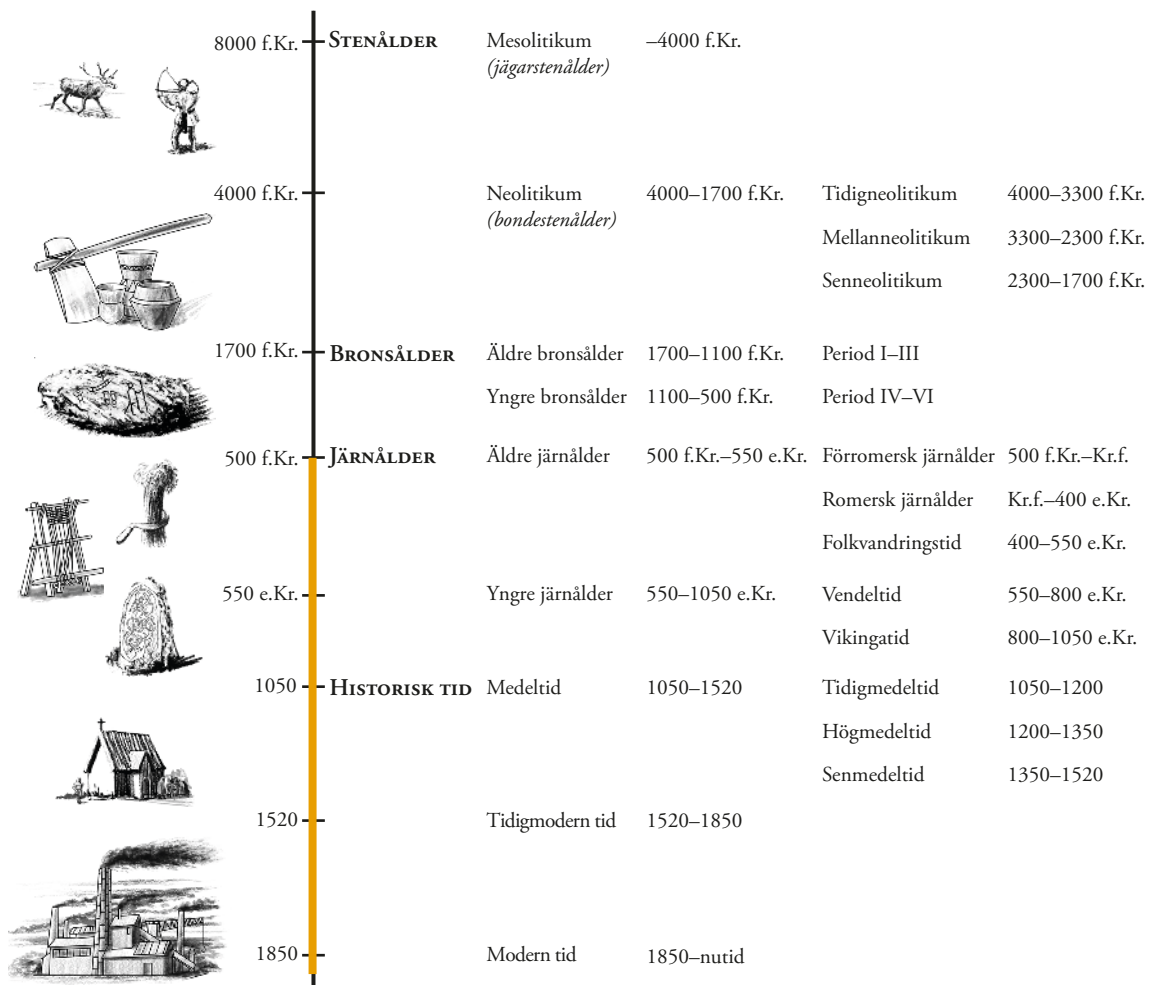 8000 f.Kr. STENÅLDER Mesolitikum –4000 f.Kr.
(jägarstenålder)
4000 f.Kr. Neolitikum 4000–1700 f.Kr. Tidigneolitikum 4000–3300 f.Kr.
(bondestenålder)
Mellanneolitikum 3300–2300 f.Kr.
Senneolitikum 2300–1700 f.Kr.
1700 f.Kr. BRONSÅLDER Äldre bronsålder 1700–1100 f.Kr. Period I–III
Yngre bronsålder 1100–500 f.Kr. Period IV–VI
500 f.Kr. JÄRNÅLDER Äldre järnålder 500 f.Kr.–550 e.Kr. Förromersk järnålder 500 f.Kr.–Kr.f.
Romersk järnålder Kr.f.–400 e.Kr.
Folkvandringstid 400–550 e.Kr.
550 e.Kr. Yngre järnålder 550–1050 e.Kr. Vendeltid 550–800 e.Kr.
Vikingatid 800–1050 e.Kr.
1050 HISTORISK TID Medeltid 1050–1520 Tidigmedeltid 1050–1200
Högmedeltid 1200–1350
Senmedeltid 1350–1520
1520 Tidigmodern tid 1520–1850
1850 Modern tid 1850–nutid